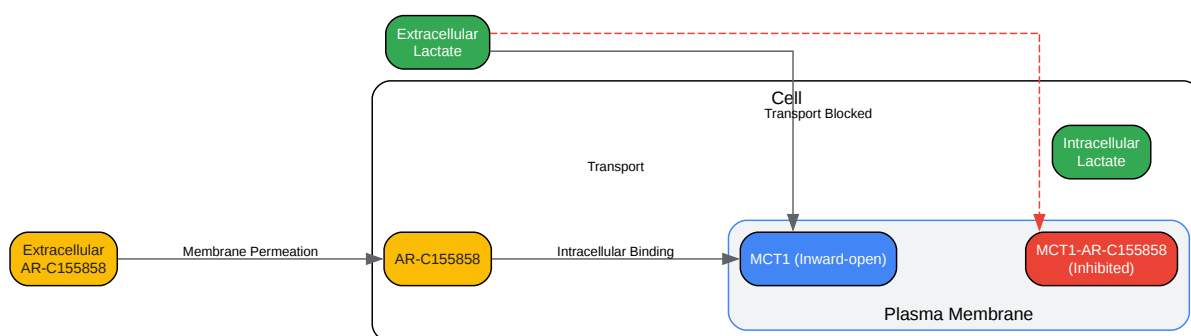 Extracellular
Lactate
Cell
Transport Blocked
Intracellular
Lactate
Transport
Extracellular
AR-C155858
Membrane Permeation
AR-C155858
Intracellular Binding
MCT1 (Inward-open)
MCT1-AR-C155858
(Inhibited)
Plasma Membrane